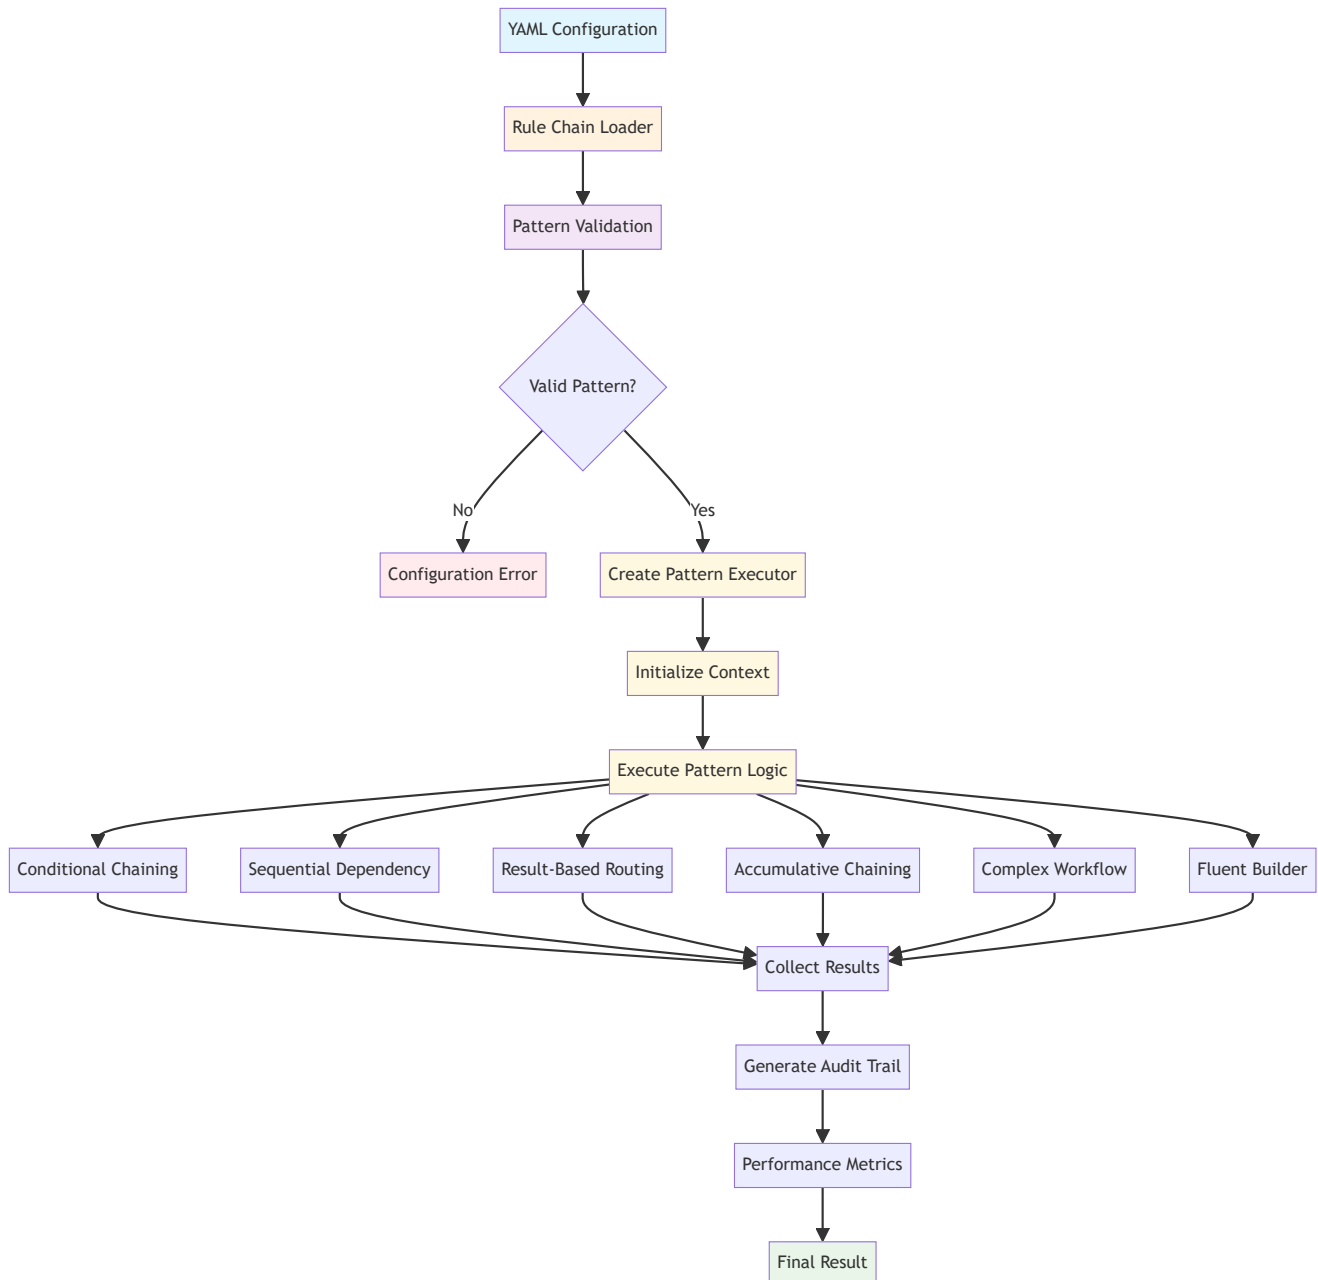 YAML Configuration
Rule Chain Loader
Pattern Validation
Valid Pattern?
No
Yes
Configuration Error
Create Pattern Executor
Initialize Context
Execute Pattern Logic
Conditional Chaining
Sequential Dependency
Result-Based Routing
Accumulative Chaining
Complex Workflow
Fluent Builder
Collect Results
Generate Audit Trail
Performance Metrics
Final Result